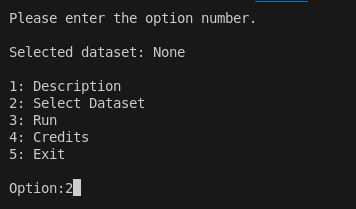 Please enter the option number.
Selected dataset: None
1: Description
2: Select Dataset
3: Run
4: Credits
5: Exit
Option:2